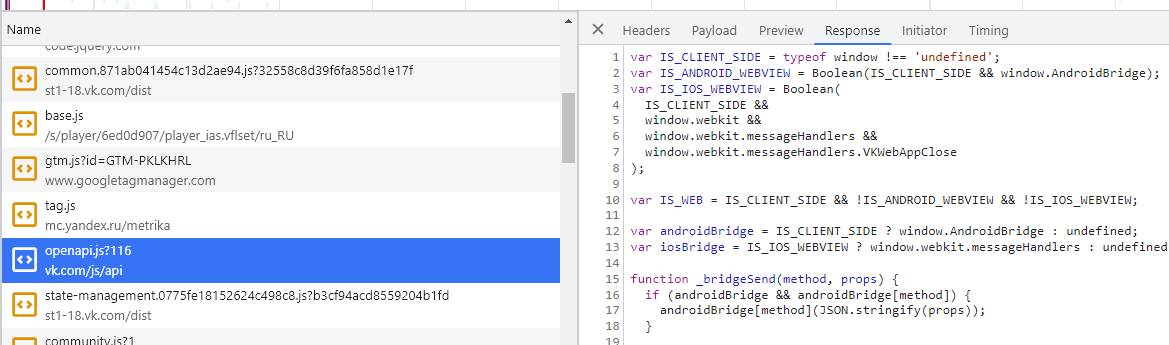 Name
code.jquery.com
common.871ab041454c13d2ae94.js?32558c8d39f6fa858d1e17f
st1-18.vk.com/dist
base.js
/s/player/6ed0d907/player_ias.vflset/ru_RU
gtm.js?id=GTM-PKLKHRL
www.googletagmanager.com
tag.js
mc.yandex.ru/metrika
openapi.js?116
vk.com/js/api
state-management.0775fe18152624c498c8.js?b3cf94acd8559204b1fd
st1-18.vk.com/dist
community.js?1
Headers Payload Preview Response Initiator Timing
1 var IS_CLIENT_SIDE = typeof window !== 'undefined';
2 var IS_ANDROID_WEBVIEW = Boolean(IS_CLIENT_SIDE && window.AndroidBridge);
3 var IS_IOS_WEBVIEW = Boolean(
4 IS_CLIENT_SIDE &&
5 window.webkit &&
6 window.webkit.messageHandlers &&
7 window.webkit.messageHandlers.VKWebAppClose
8 );
9
10 var IS_WEB = IS_CLIENT_SIDE && !IS_ANDROID_WEBVIEW && !IS_IOS_WEBVIEW;
11
12 var androidBridge = IS_CLIENT_SIDE ? window.AndroidBridge : undefined;
13 var iosBridge = IS_IOS_WEBVIEW ? window.webkit.messageHandlers : undefined
14
15 function _bridgeSend(method, props) {
16 if (androidBridge && androidBridge[method]) {
17 androidBridge[method](JSON.stringify(props));
18 }
19